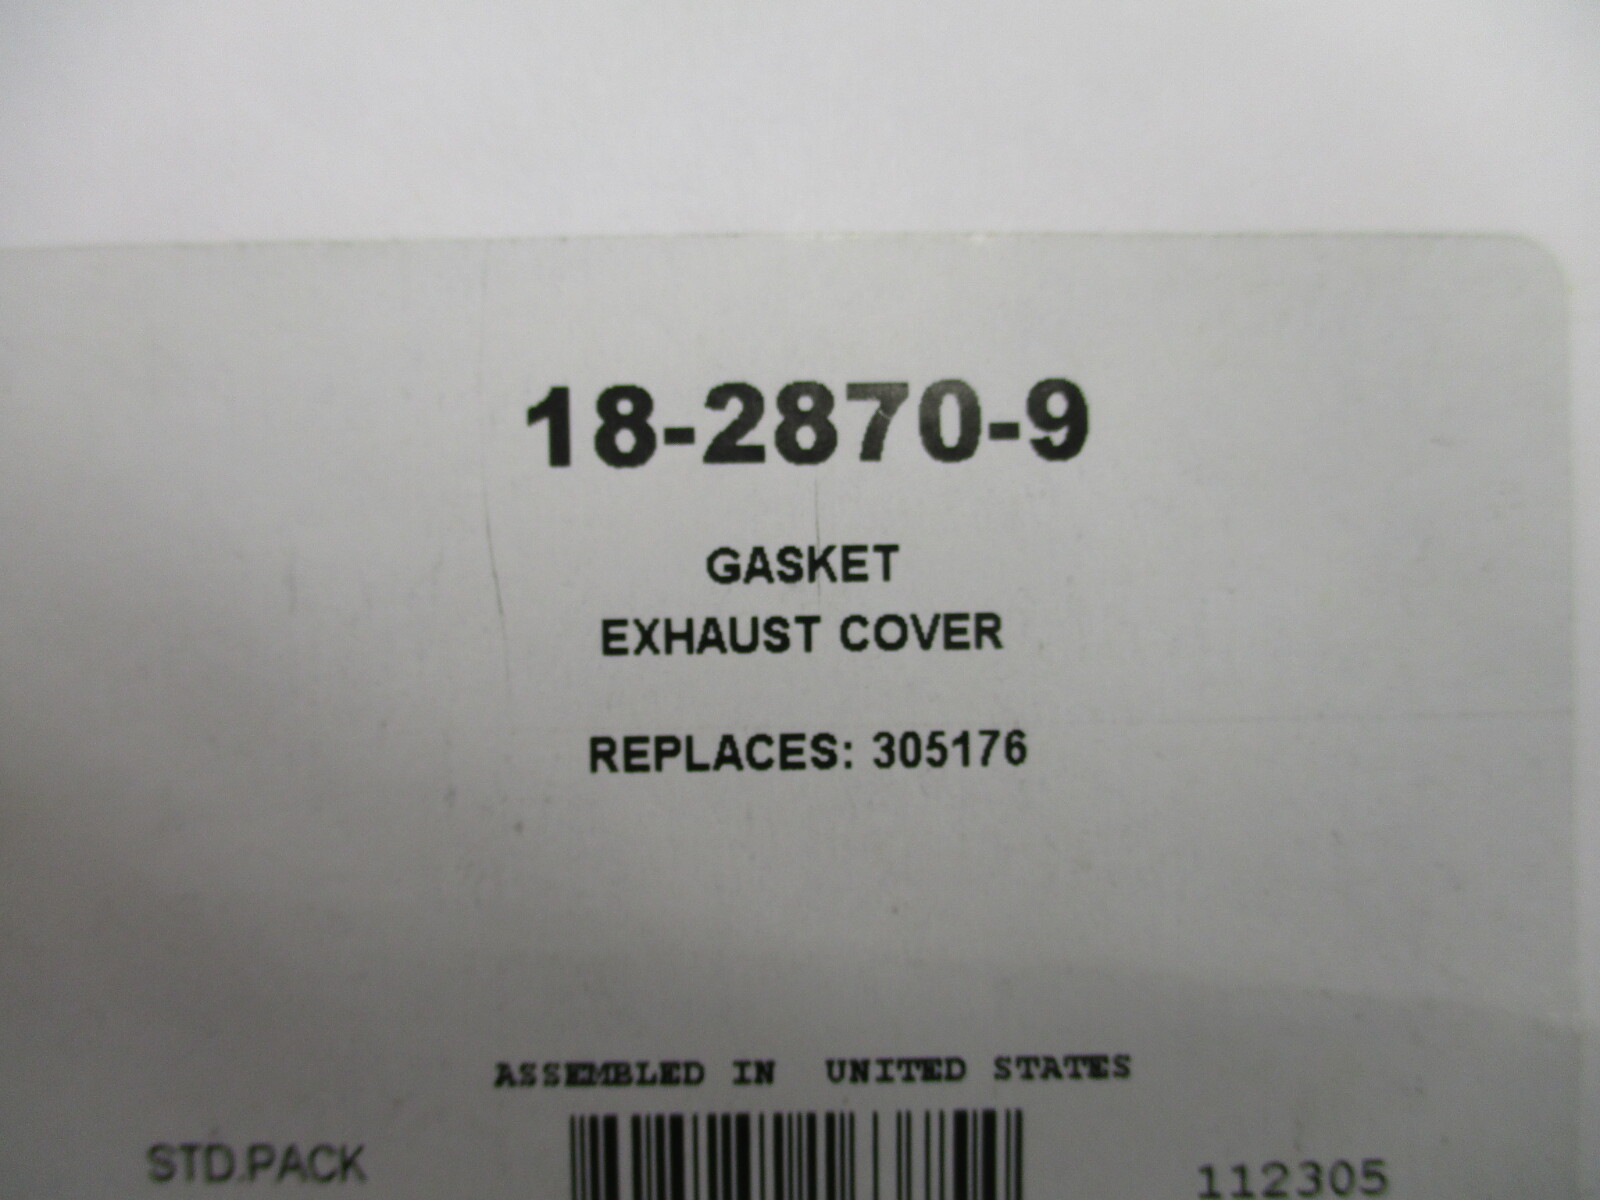 18-2870-9
GASKET
EXHAUST COVER
REPLACES: 305176
ASSEMBLED IN UNITED STATES
STD.PACK
112305